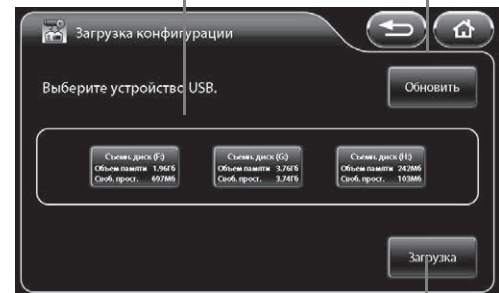 Загрузка конфигурации
Выберите устройство USB.
Обновить
Съемн. диск (F:)
Объем памяти 1.96Гб
Своб. прост. 697Мб
Съемн. диск (G:)
Объем памяти 3.76Гб
Своб. прост. 3.74Гб
Съемн. диск (H:)
Объем памяти 242Мб
Своб. прост. 103Мб
Загрузка